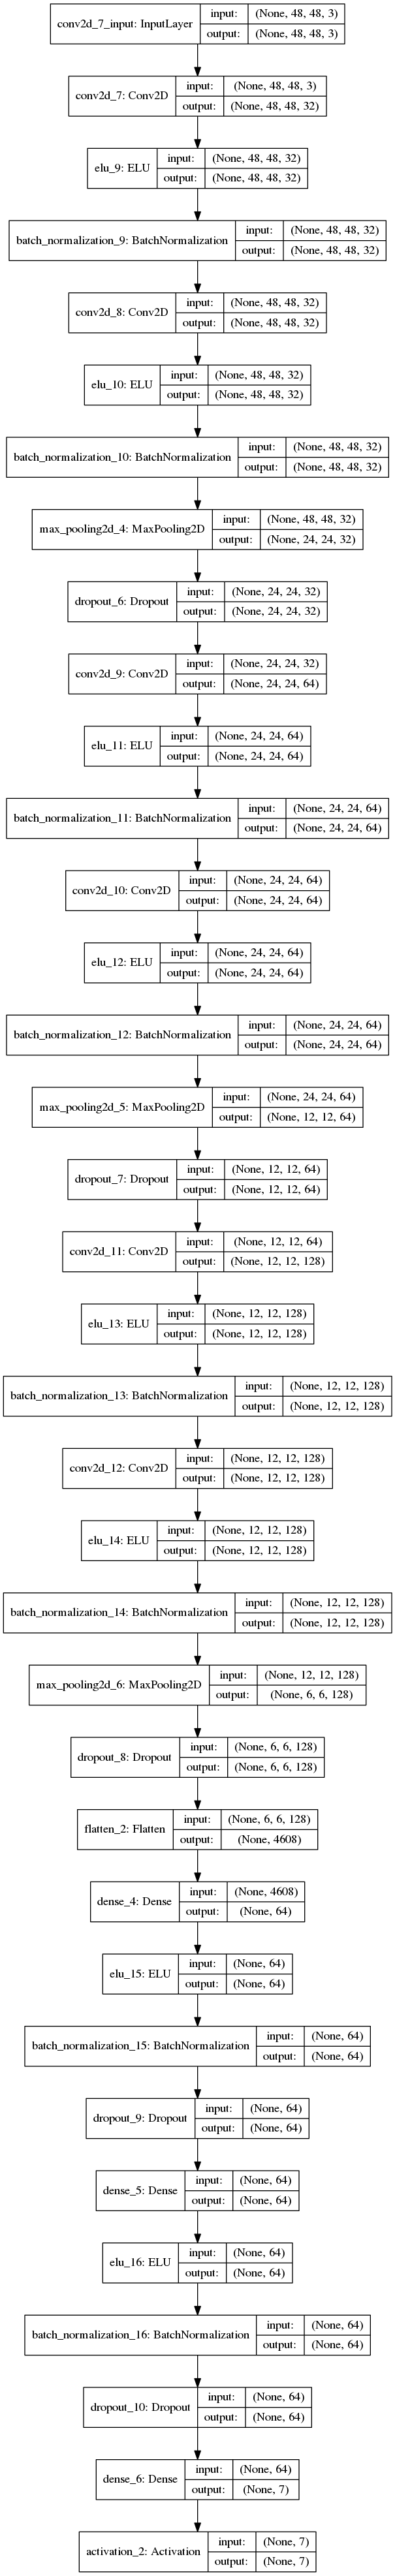 conv2d_7_input: InputLayer input: (None, 48, 48, 3)
output: (None, 48, 48, 3)
conv2d_7: Conv2D input: (None, 48, 48, 3)
output: (None, 48, 48, 32)
elu_9: ELU input: (None, 48, 48, 32)
output: (None, 48, 48, 32)
batch_normalization_9: BatchNormalization input: (None, 48, 48, 32)
output: (None, 48, 48, 32)
conv2d_8: Conv2D input: (None, 48, 48, 32)
output: (None, 48, 48, 32)
elu_10: ELU input: (None, 48, 48, 32)
output: (None, 48, 48, 32)
batch_normalization_10: BatchNormalization input: (None, 48, 48, 32)
output: (None, 48, 48, 32)
max_pooling2d_4: MaxPooling2D input: (None, 48, 48, 32)
output: (None, 24, 24, 32)
dropout_6: Dropout input: (None, 24, 24, 32)
output: (None, 24, 24, 32)
conv2d_9: Conv2D input: (None, 24, 24, 32)
output: (None, 24, 24, 64)
elu_11: ELU input: (None, 24, 24, 64)
output: (None, 24, 24, 64)
batch_normalization_11: BatchNormalization input: (None, 24, 24, 64)
output: (None, 24, 24, 64)
conv2d_10: Conv2D input: (None, 24, 24, 64)
output: (None, 24, 24, 64)
elu_12: ELU input: (None, 24, 24, 64)
output: (None, 24, 24, 64)
batch_normalization_12: BatchNormalization input: (None, 24, 24, 64)
output: (None, 24, 24, 64)
max_pooling2d_5: MaxPooling2D input: (None, 24, 24, 64)
output: (None, 12, 12, 64)
dropout_7: Dropout input: (None, 12, 12, 64)
output: (None, 12, 12, 64)
conv2d_11: Conv2D input: (None, 12, 12, 64)
output: (None, 12, 12, 128)
elu_13: ELU input: (None, 12, 12, 128)
output: (None, 12, 12, 128)
batch_normalization_13: BatchNormalization input: (None, 12, 12, 128)
output: (None, 12, 12, 128)
conv2d_12: Conv2D input: (None, 12, 12, 128)
output: (None, 12, 12, 128)
elu_14: ELU input: (None, 12, 12, 128)
output: (None, 12, 12, 128)
batch_normalization_14: BatchNormalization input: (None, 12, 12, 128)
output: (None, 12, 12, 128)
max_pooling2d_6: MaxPooling2D input: (None, 12, 12, 128)
output: (None, 6, 6, 128)
dropout_8: Dropout input: (None, 6, 6, 128)
output: (None, 6, 6, 128)
flatten_2: Flatten input: (None, 6, 6, 128)
output: (None, 4608)
dense_4: Dense input: (None, 4608)
output: (None, 64)
elu_15: ELU input: (None, 64)
output: (None, 64)
batch_normalization_15: BatchNormalization input: (None, 64)
output: (None, 64)
dropout_9: Dropout input: (None, 64)
output: (None, 64)
dense_5: Dense input: (None, 64)
output: (None, 64)
elu_16: ELU input: (None, 64)
output: (None, 64)
batch_normalization_16: BatchNormalization input: (None, 64)
output: (None, 64)
dropout_10: Dropout input: (None, 64)
output: (None, 64)
dense_6: Dense input: (None, 64)
output: (None, 7)
activation_2: Activation input: (None, 7)
output: (None, 7)